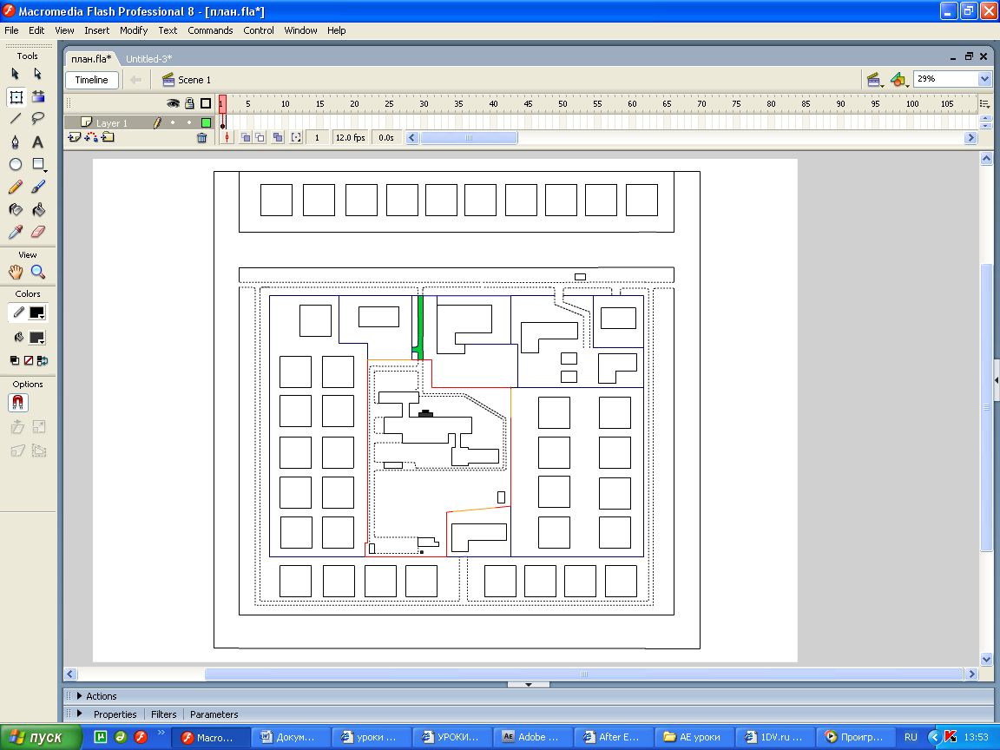 Macromedia Flash Professional 8 - [план.fla*]
File Edit View Insert Modify Text Commands Control Window Help
Tools
план.fla* Untitled-3*
Timeline Scene 1 29%
1 5 10 15 20 25 30 35 40 45 50 55 60 65 70 75 80 85 90 95 100 105
Layer 1
1 12.0 fps 0.0s
A
View
Colors
Options
Actions
Properties Filters Parameters
пуск Macro... Докум... уроки ... УРОКИ... Adobe ... After E... AE уроки 1DV.ru ... Проигр... RU 13:53